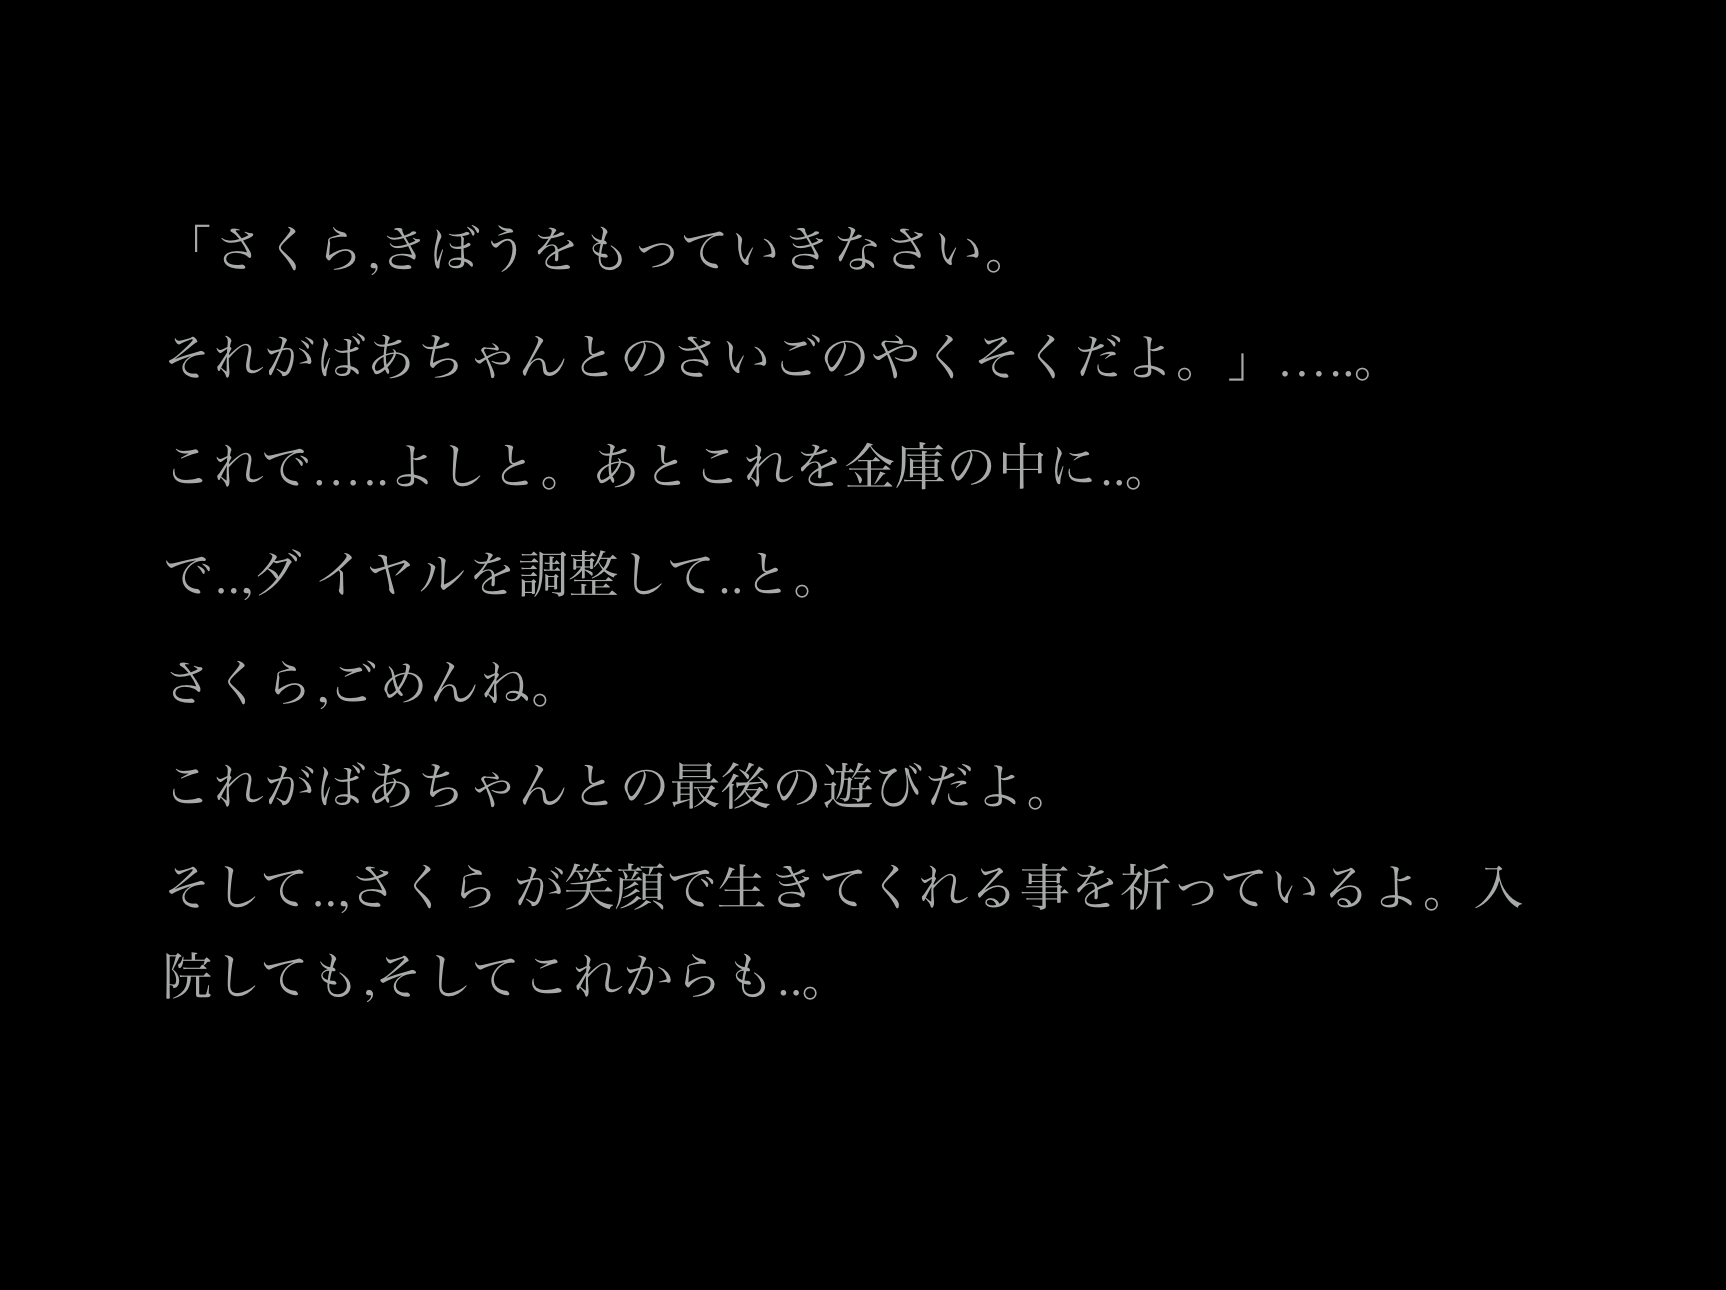 「さくら,きぼうをもっていきなさい。
それがばあちゃんとのさいごのやくそくだよ。」…..。
これで…..よしと。あとこれを金庫の中に..。
で..,ダ イヤルを調整して..と。
さくら,ごめんね。
これがばあちゃんとの最後の遊びだよ。
そして..,さくら が笑顔で生きてくれる事を祈っているよ。入
院しても,そしてこれからも..。